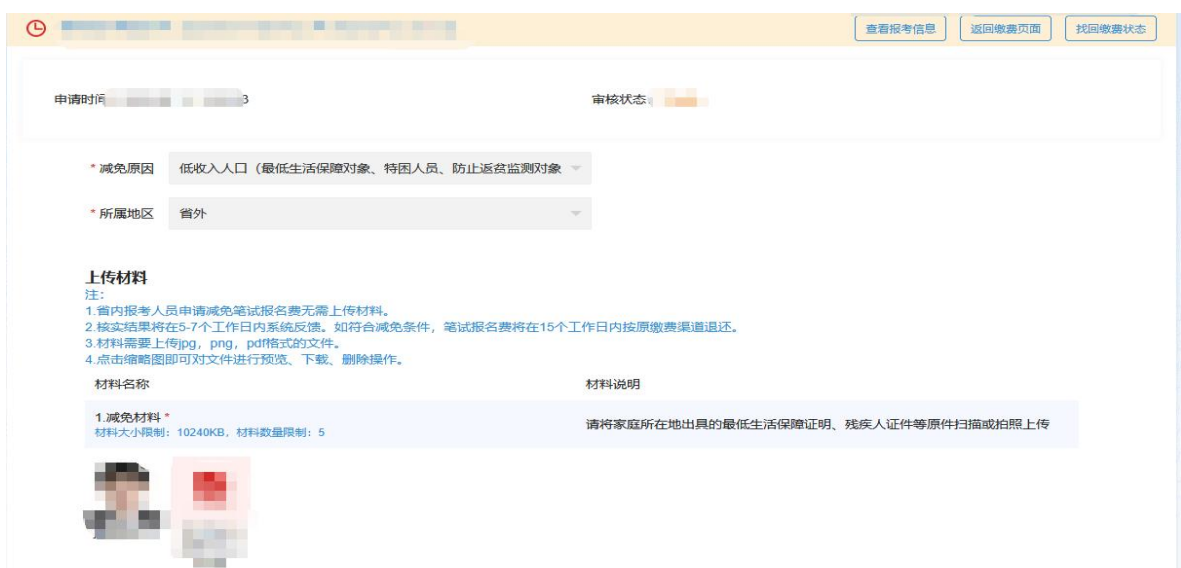 查看报考信息 返回缴费页面 找回缴费状态
申请时间 3 审核状态
* 减免原因 低收入人口（最低生活保障对象、特困人员、防止返贫监测对象
* 所属地区 省外
上传材料
注：
1.省内报考人员申请减免笔试报名费无需上传材料。
2.核实结果将在5-7个工作日内系统反馈。如符合减免条件，笔试报名费将在15个工作日内按原缴费渠道退还。
3.材料需要上传jpg，png，pdf格式的文件。
4.点击缩略图即可对文件进行预览、下载、删除操作。
材料名称 材料说明
1.减免材料 * 请将家庭所在地出具的最低生活保障证明、残疾人证件等原件扫描或拍照上传
材料大小限制：10240KB，材料数量限制：5